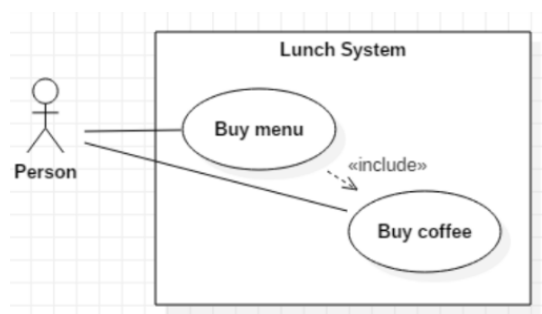 Lunch System
Buy menu
«include»
Person
Buy coffee